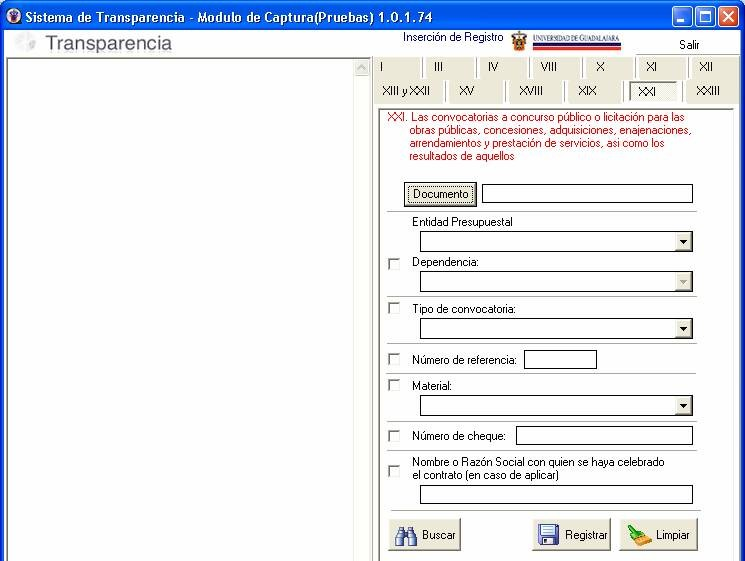 Sistema de Transparencia - Modulo de Captura(Pruebas) 1.0.1.74
Transparencia
Inserción de Registro
UNIVERSIDAD DE GUADALAJARA
Salir
I III IV VIII X XI XII
XIII y XXII XV XVIII XIX XXI XXIII
XXI. Las convocatorias a concurso público o licitación para las
obras públicas, concesiones, adquisiciones, enajenaciones,
arrendamientos y prestación de servicios, asi como los
resultados de aquellos
Documento
Entidad Presupuestal
Dependencia:
Tipo de convocatoria:
Número de referencia:
Material:
Número de cheque:
Nombre o Razón Social con quien se haya celebrado
el contrato (en caso de aplicar)
Buscar Registrar Limpiar